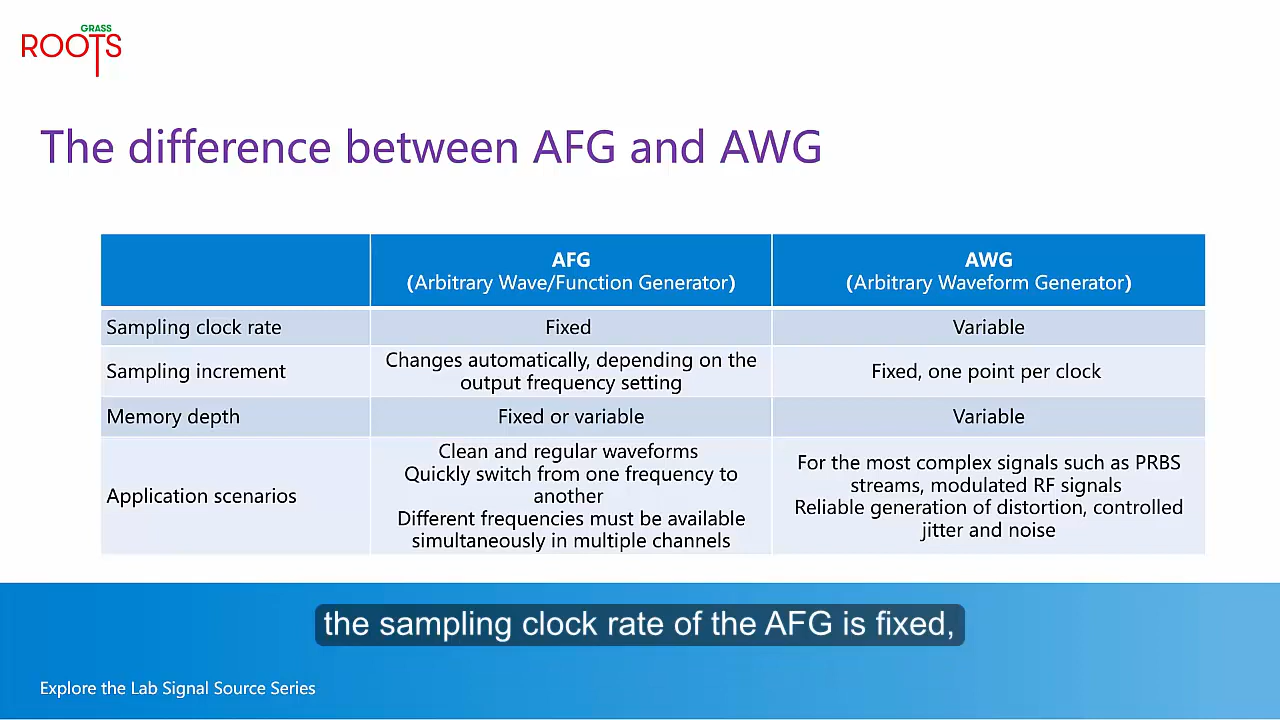 GRASS
ROOTS
The difference between AFG and AWG
AFG
(Arbitrary Wave/Function Generator)
AWG
(Arbitrary Waveform Generator)
Sampling clock rate
Fixed
Variable
Sampling increment
Changes automatically, depending on the
output frequency setting
Fixed, one point per clock
Memory depth
Fixed or variable
Variable
Application scenarios
Clean and regular waveforms
Quickly switch from one frequency to
another
Different frequencies must be available
simultaneously in multiple channels
For the most complex signals such as PRBS
streams, modulated RF signals
Reliable generation of distortion, controlled
jitter and noise
the sampling clock rate of the AFG is fixed,
Explore the Lab Signal Source Series